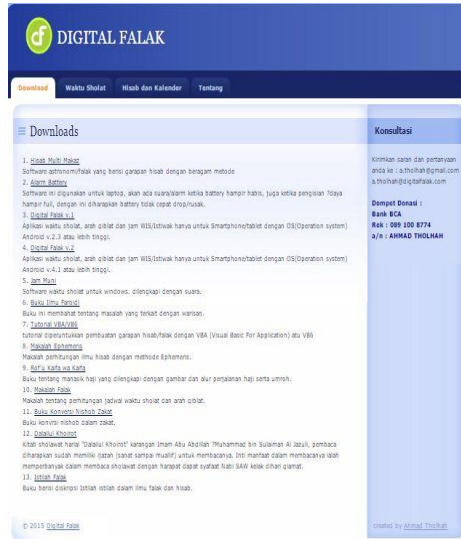 DIGITAL FALAK
Download
Waktu Sholat
Hisab dan Kalender
Tentang
Downloads
1. Hisab Multi Makaz
Software astronomi/falak yang berisi garapan hisab dengan beragam metode
2. Alarm Battery
Software ini digunakan untuk laptop, akan ada suara/alarm ketika battery hampir habis, juga ketika pengisian ?daya
hampir full, dengan ini diharapkan battery tidak cepat drop/rusak.
3. Digital Falak v.1
Aplikasi waktu sholat, arah qiblat dan jam WIS/Istiwak hanya untuk Smartphone/tablet dengan OS(Operation system)
Android v.2.3 atau lebih tinggi.
4. Digital Falak v.2
Aplikasi waktu sholat, arah qiblat dan jam WIS/Istiwak hanya untuk Smartphone/tablet dengan OS(Operation system)
Android v.4.1 atau lebih tinggi.
5. Jam Muni
Software waktu sholat untuk windows. dilengkapi dengan suara.
6. Buku Ilmu Faroidl
Buku ini membahat tentang masalah yang terkait dengan warisan.
7. Tutorial VBA/VB6
tutorial diperuntukkan pembuatan garapan hisab/falak dengan VBA (Visual Basic For Application) atu VB6
8. Makalah Ephemeris
Makalah perhitungan ilmu hisab dengan methode Ephemeris.
9. Rof'u Kaifa wa Kaifa
Buku tentang manasik haji yang dilengkapi dengan gambar dan alur perjalanan haji serta umroh.
10. Makalah Falak
Makalah tentang perhitungan jadwal waktu sholat dan arah qiblat.
11. Buku Konversi Nishob Zakat
Buku konvrsi nishob dalam zakat.
12. Dalailul Khoirot
Kitab sholawat harial "Dalailul Khoirot" karangan Imam Abu Abdillah ?Muhammad bin Sulaiman Al Jazuli, pembaca
diharapkan sudah memiliki ijazah (sanat sampai muallif) untuk membacanya. Inti manfaat dalam membacanya ialah
memperbanyak dalam membaca sholawat dengan harapat dapat syafaat Nabi SAW kelak dihari qiamat.
13. Istilah Falak
Buku berisi diskripsi Istilah istilah dalam ilmu falak dan hisab.
Konsultasi
Kirimkan saran dan pertanyaan
anda ke : a.tholhah@gmail.com
a.tholhah@digitalfalak.com
Dompet Donasi :
Bank BCA
Rek : 089 100 8774
a/n : AHMAD THOLHAH
© 2015 Digital Falak
created by Ahmad Tholhah